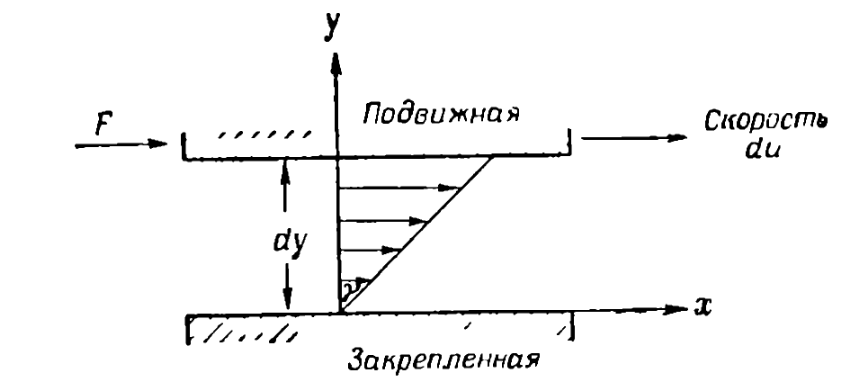 y
Подвижная
F
Скорость
du
dy
γ
x
Закрепленная